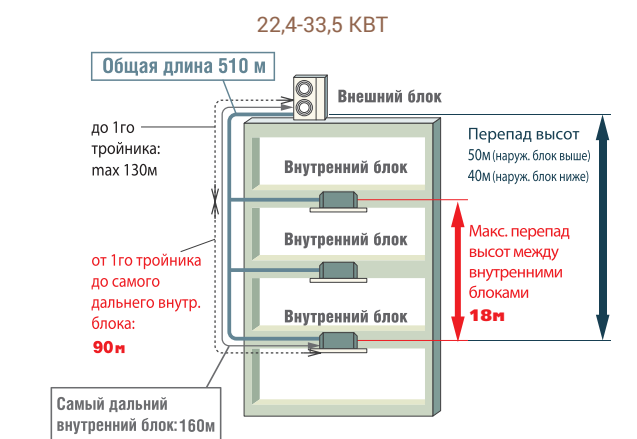 22,4-33,5 КВТ
Общая длина 510 м
Внешний блок
до 1го
тройника:
max 130м
Перепад высот
50м (наруж. блок выше)
40м (наруж. блок ниже)
Внутренний блок
Внутренний блок
Внутренний блок
Макс. перепад
высот между
внутренними
блоками
18м
от 1го тройника
до самого
дальнего внутр.
блока:
90м
Самый дальний
внутренний блок:160м